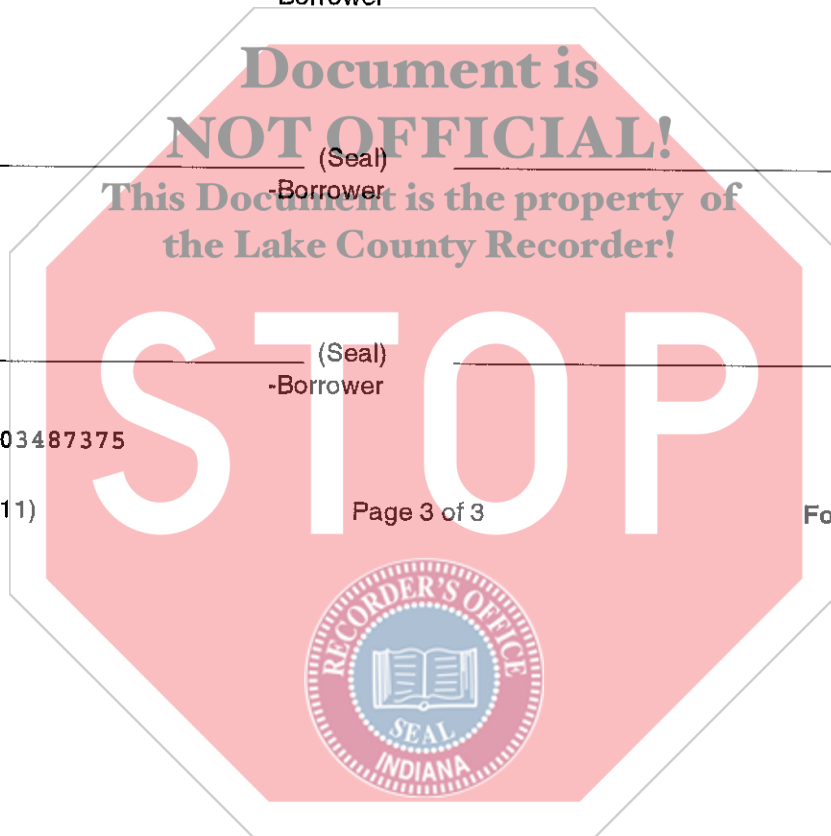 -Borrower
Document is
NOT OFFICIAL!
(Seal)
-Borrower
This Document is the property of
the Lake County Recorder!
STOP
(Seal)
-Borrower
03487375
11)
Page 3 of 3
Fo
RECORDER'S OFFICE
SEAL
INDIANA